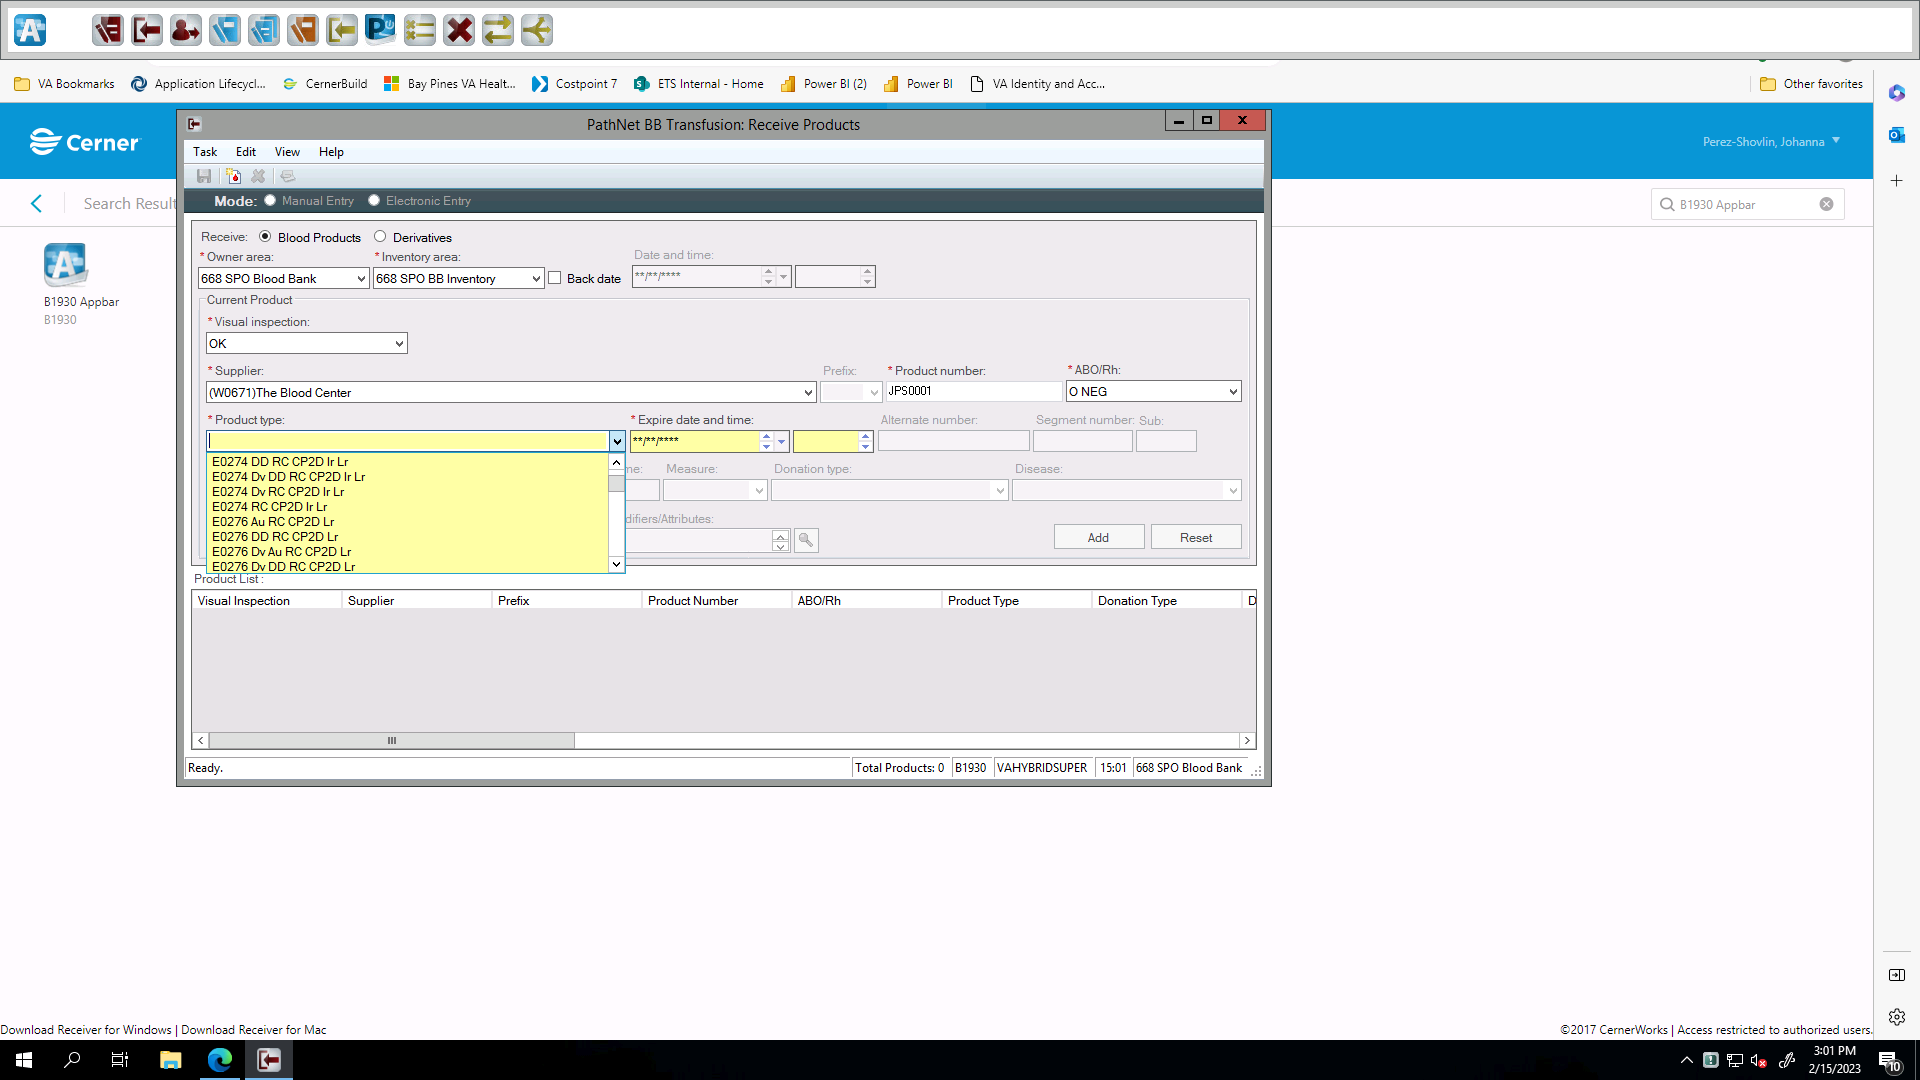 VA Bookmarks
Application Lifecycl...
CernerBuild
Bay Pines VA Healt...
Costpoint 7
ETS Internal - Home
Power BI (2)
Power BI
VA Identity and Acc...
Other favorites
Cerner
Perez-Shovlin, Johanna
Search Result
B1930 Appbar
B1930 Appbar
B1930
PathNet BB Transfusion: Receive Products
Task Edit View Help
Mode: Manual Entry Electronic Entry
Receive: Blood Products Derivatives
* Owner area: * Inventory area: Date and time:
668 SPO Blood Bank 668 SPO BB Inventory Back date **/**/****
Current Product
* Visual inspection:
OK
* Supplier: Prefix: * Product number: * ABO/Rh:
(W0671)The Blood Center JPS0001 O NEG
* Product type: * Expire date and time: Alternate number: Segment number: Sub:
**/**/****
E0274 DD RC CP2D Ir Lr
me: Measure: Donation type: Disease:
E0274 Dv DD RC CP2D Ir Lr
E0274 Dv RC CP2D Ir Lr
E0274 RC CP2D Ir Lr
E0276 Au RC CP2D Lr
difiers/Attributes:
E0276 DD RC CP2D Lr
Add Reset
E0276 Dv Au RC CP2D Lr
E0276 Dv DD RC CP2D Lr
Product List :
Visual Inspection Supplier Prefix Product Number ABO/Rh Product Type Donation Type D
Ready. Total Products: 0 B1930 VAHYBRIDSUPER 15:01 668 SPO Blood Bank
Download Receiver for Windows | Download Receiver for Mac
©2017 CernerWorks | Access restricted to authorized users.
3:01 PM
2/15/2023
10